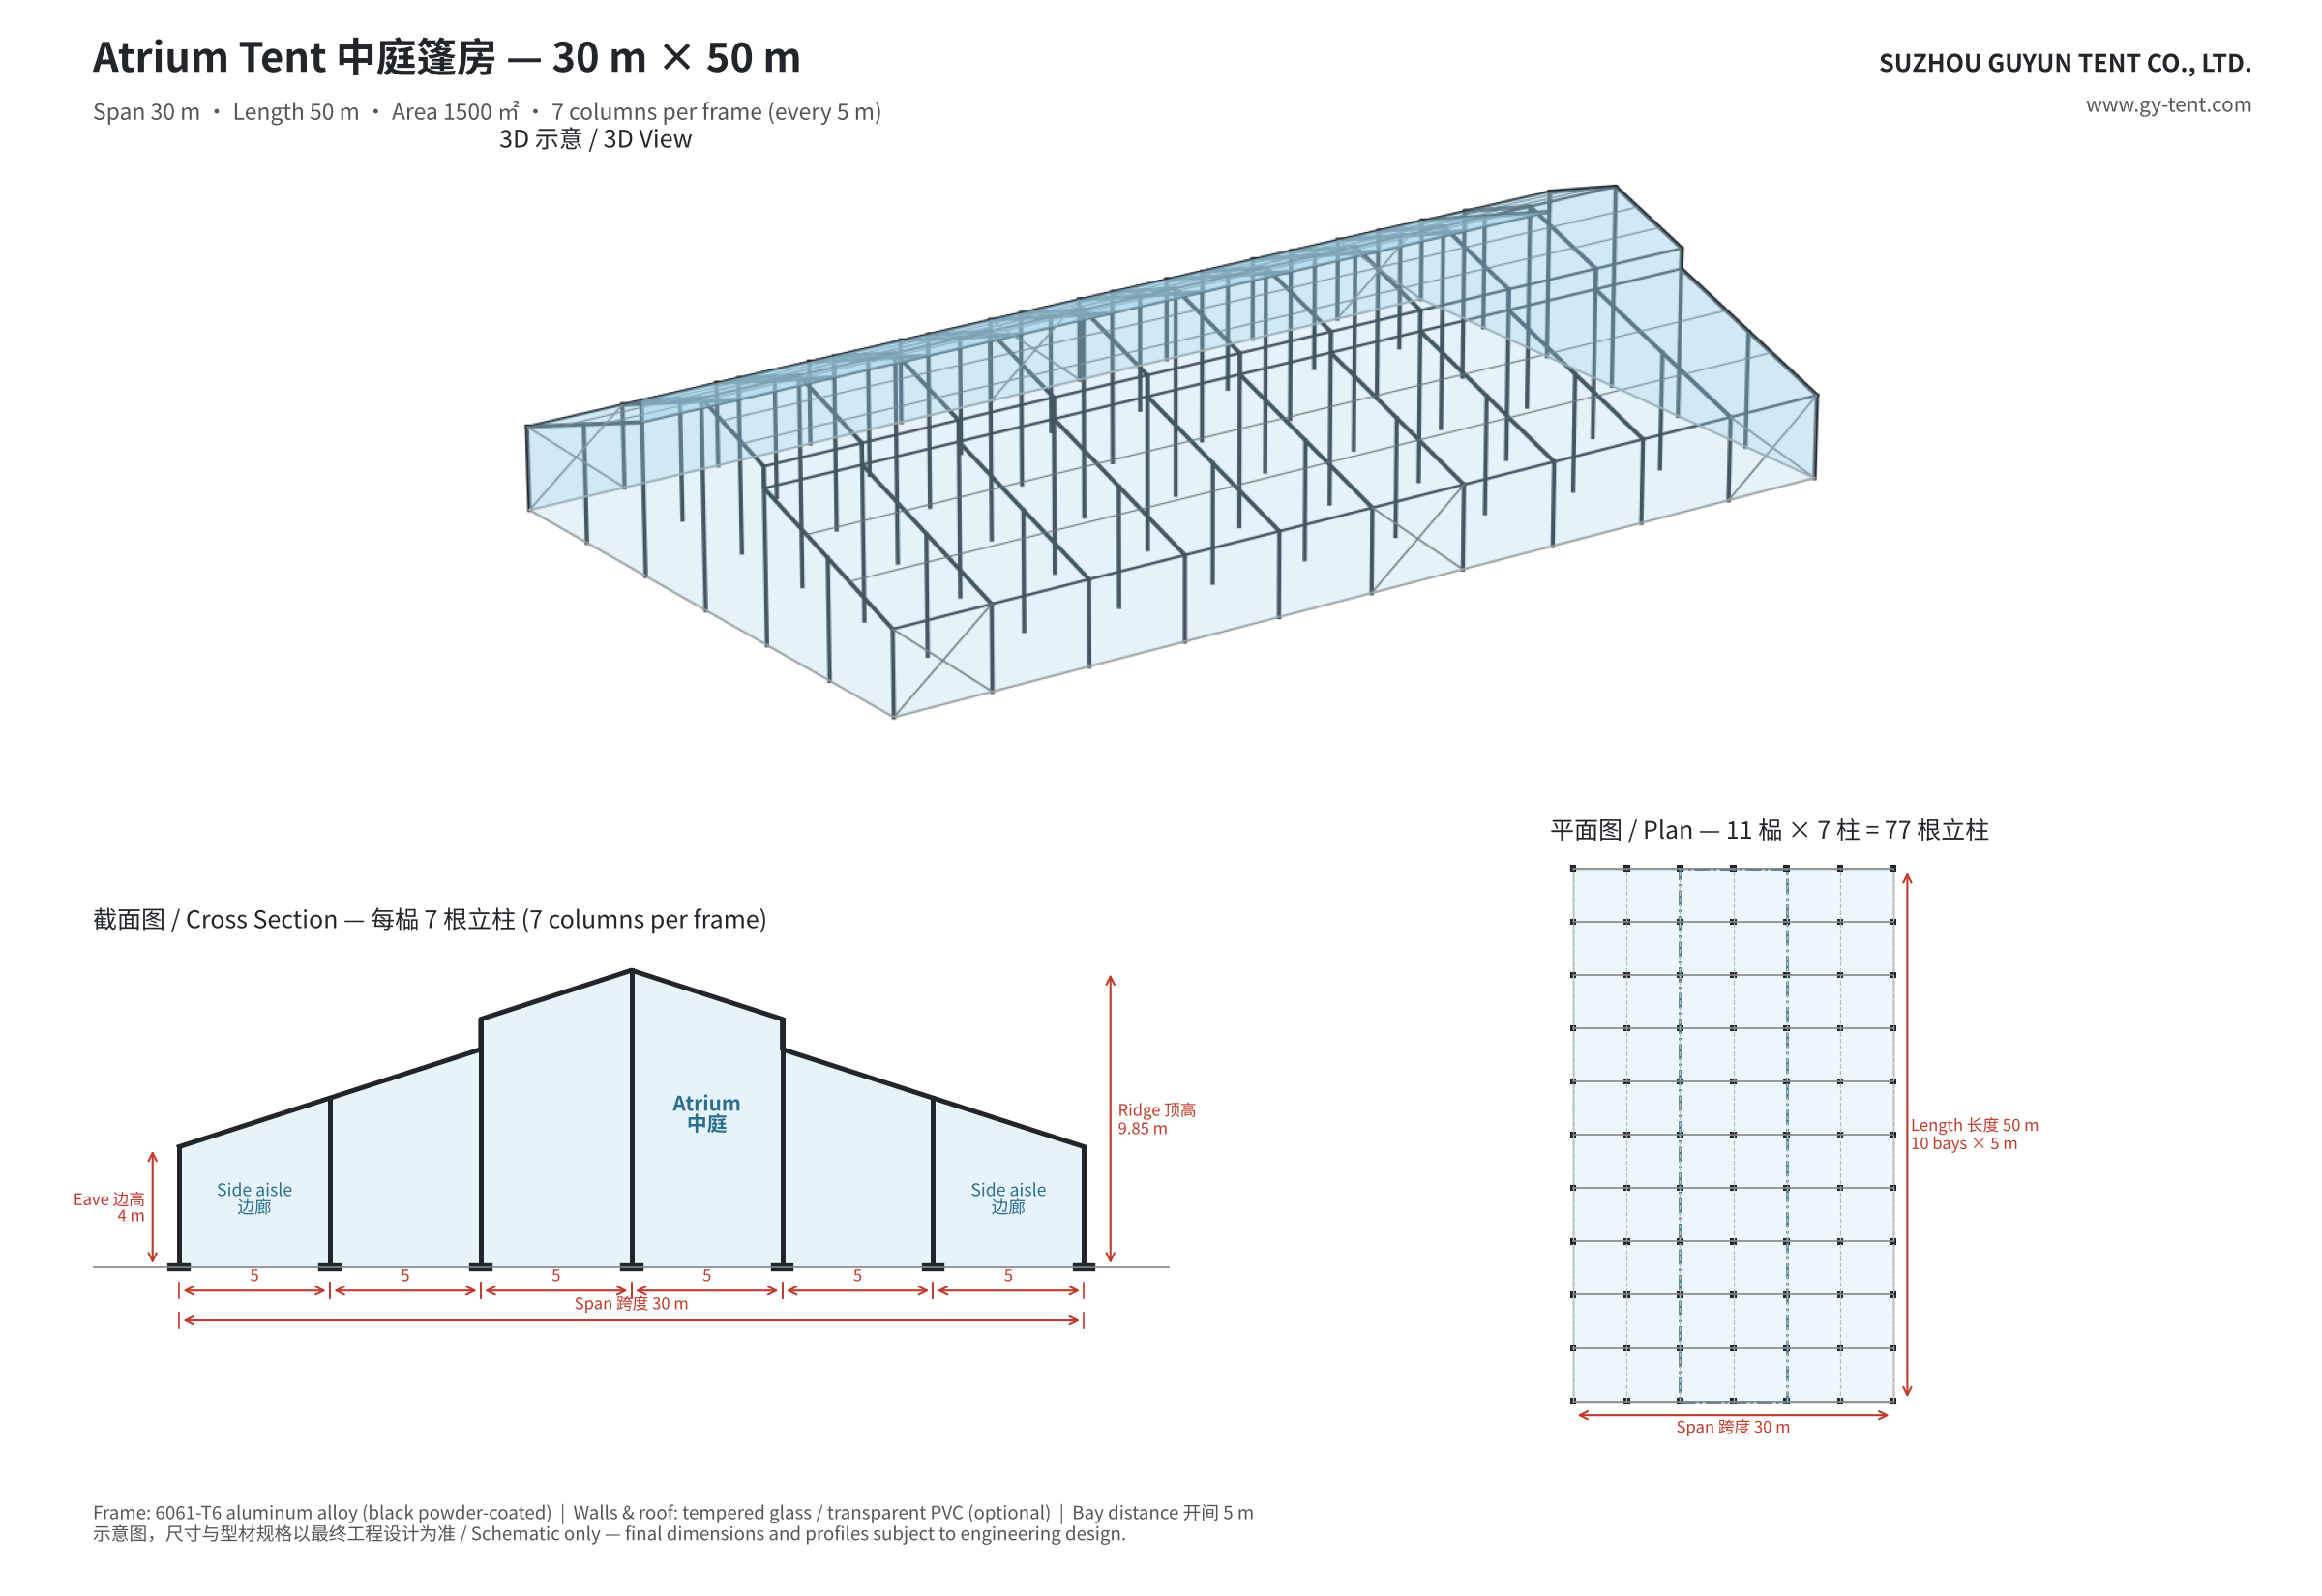 Atrium Tent 中庭篷房 — 30 m × 50 m
SUZHOU GUYUN TENT CO., LTD.
Span 30 m · Length 50 m · Area 1500 ㎡ · 7 columns per frame (every 5 m)
www.gy-tent.com
3D 示意 / 3D View
平面图 / Plan — 11 榀 × 7 柱 = 77 根立柱
截面图 / Cross Section — 每榀 7 根立柱 (7 columns per frame)
Atrium
中庭
Ridge 顶高
9.85 m
Length 长度 50 m
10 bays × 5 m
Side aisle
边廊
Side aisle
边廊
Eave 边高
4 m
5
5
5
5
5
5
Span 跨度 30 m
Span 跨度 30 m
Frame: 6061-T6 aluminum alloy (black powder-coated) | Walls & roof: tempered glass / transparent PVC (optional) | Bay distance 开间 5 m
示意图，尺寸与型材规格以最终工程设计为准 / Schematic only — final dimensions and profiles subject to engineering design.